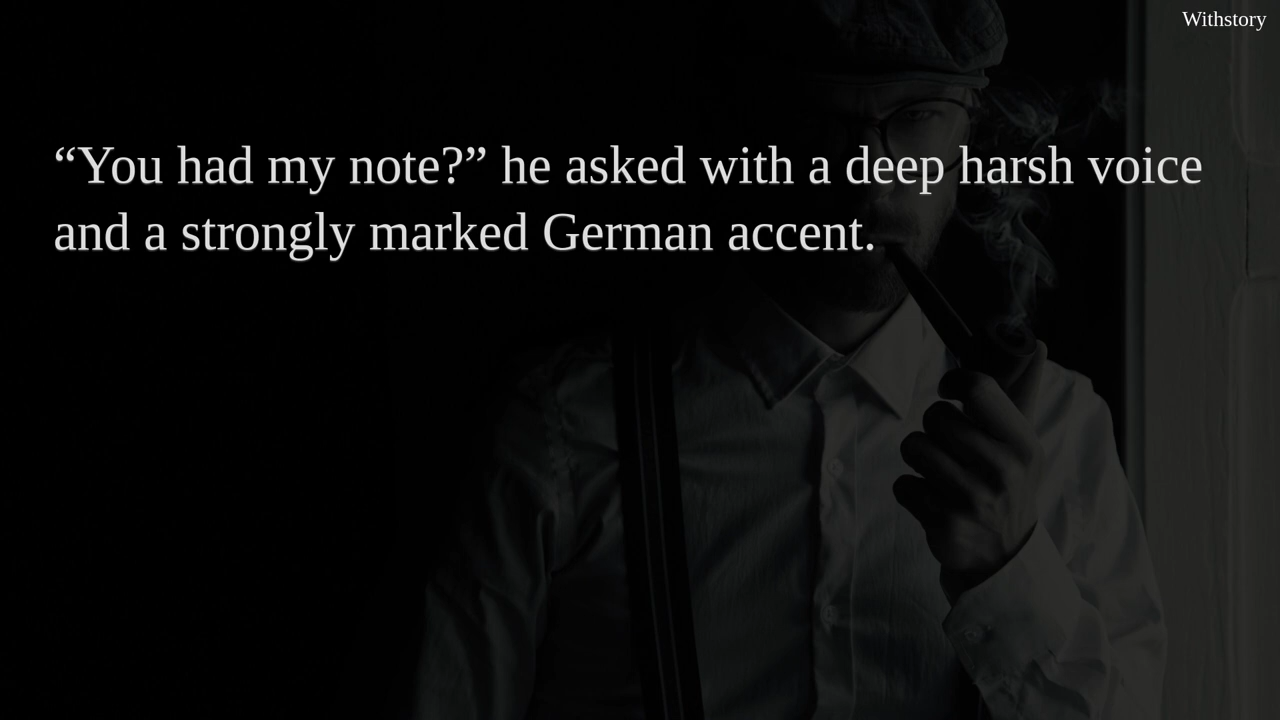 Withstory
“You had my note?” he asked with a deep harsh voice
and a strongly marked German accent.